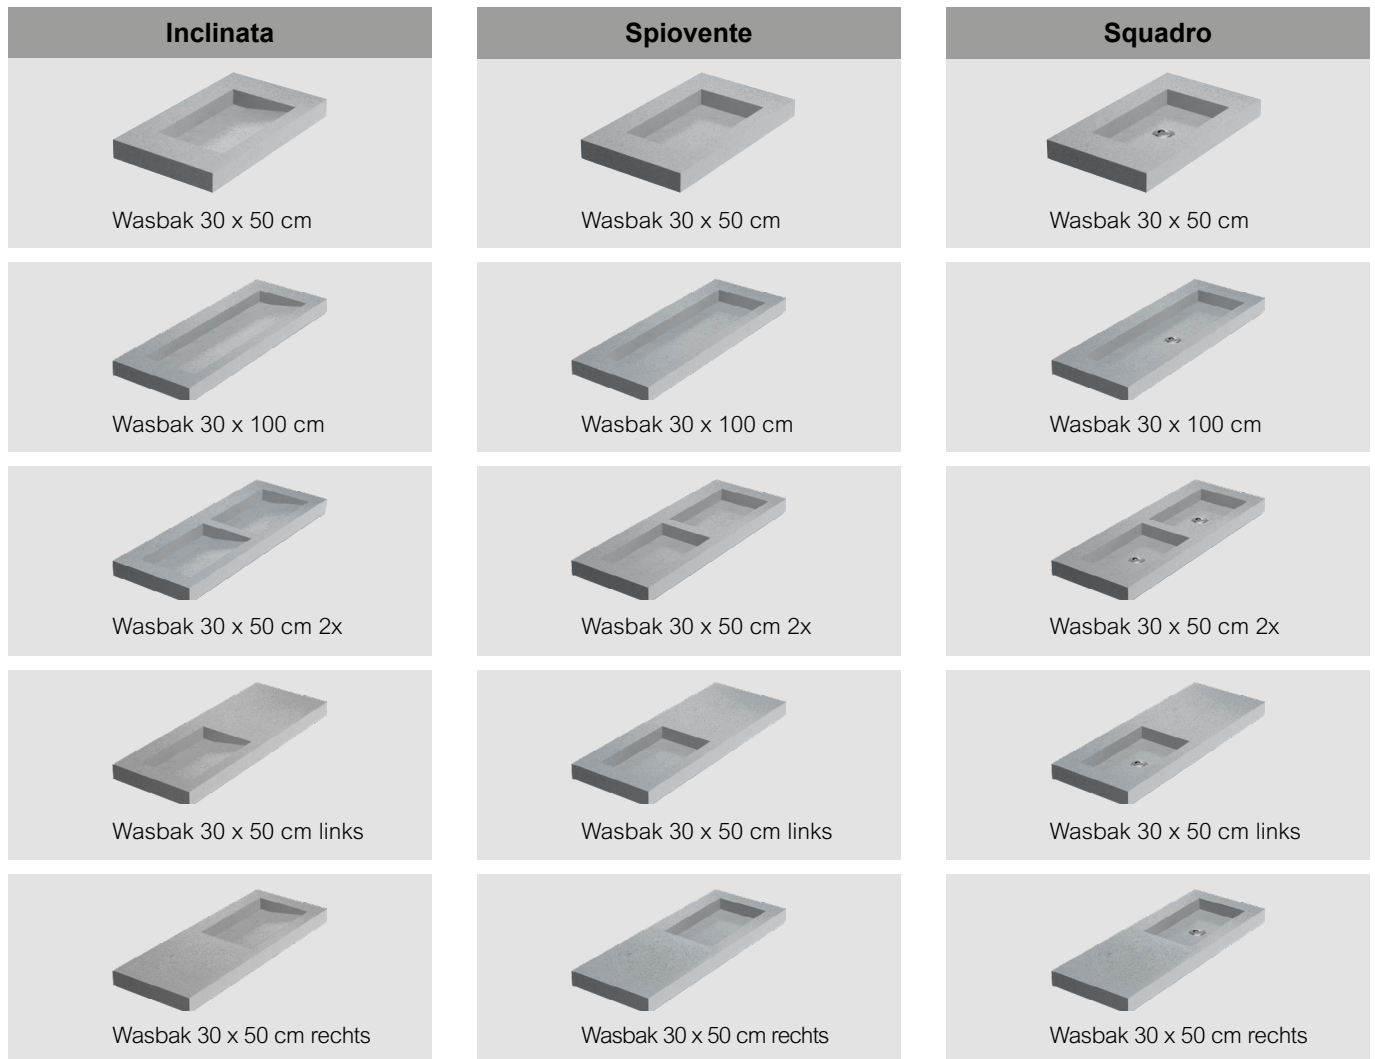 Inclinata
Spiovente
Squadro
Wasbak 30 x 50 cm
Wasbak 30 x 50 cm
Wasbak 30 x 50 cm
Wasbak 30 x 100 cm
Wasbak 30 x 100 cm
Wasbak 30 x 100 cm
Wasbak 30 x 50 cm 2x
Wasbak 30 x 50 cm 2x
Wasbak 30 x 50 cm 2x
Wasbak 30 x 50 cm links
Wasbak 30 x 50 cm links
Wasbak 30 x 50 cm links
Wasbak 30 x 50 cm rechts
Wasbak 30 x 50 cm rechts
Wasbak 30 x 50 cm rechts